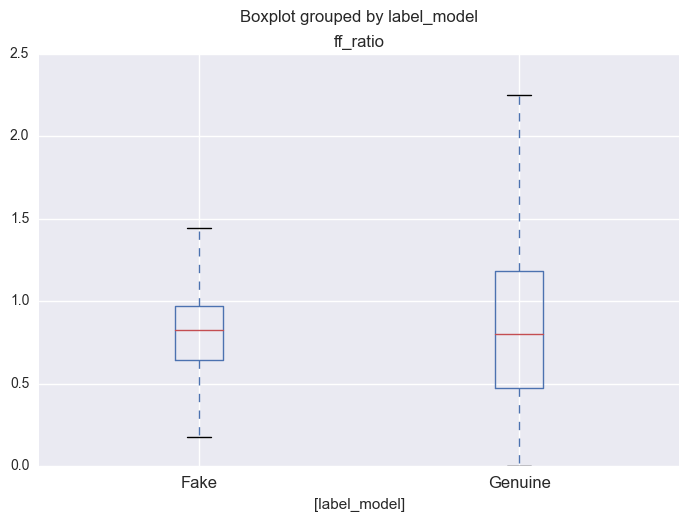 Boxplot grouped by label_model
ff_ratio
2.5
2.0
1.5
1.0
0.5
0.0
Fake
Genuine
[label_model]